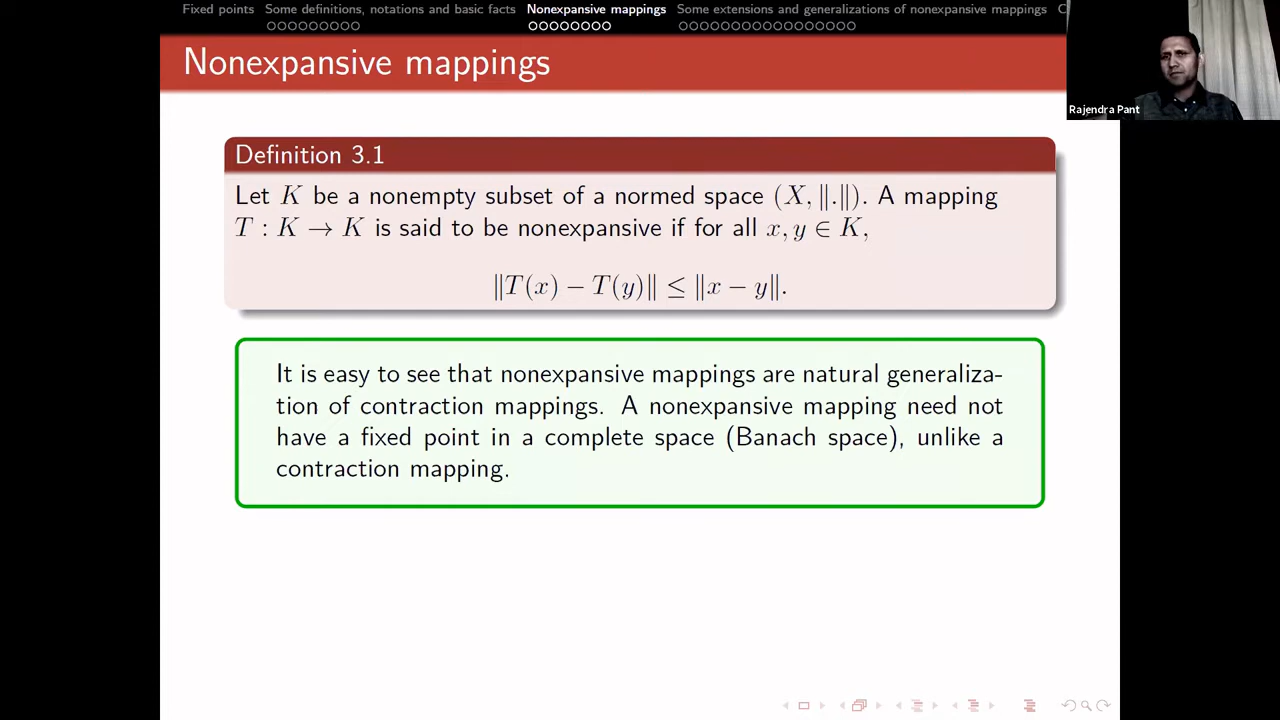 Fixed points Some definitions, notations and basic facts Nonexpansive mappings Some extensions and generalizations of nonexpansive mappings C
Nonexpansive mappings
Rajendra Pant
Definition 3.1
Let K be a nonempty subset of a normed space (X, ‖.‖). A mapping
T : K → K is said to be nonexpansive if for all x, y ∈ K,
‖T(x) − T(y)‖ ≤ ‖x − y‖.
It is easy to see that nonexpansive mappings are natural generaliza-
tion of contraction mappings. A nonexpansive mapping need not
have a fixed point in a complete space (Banach space), unlike a
contraction mapping.